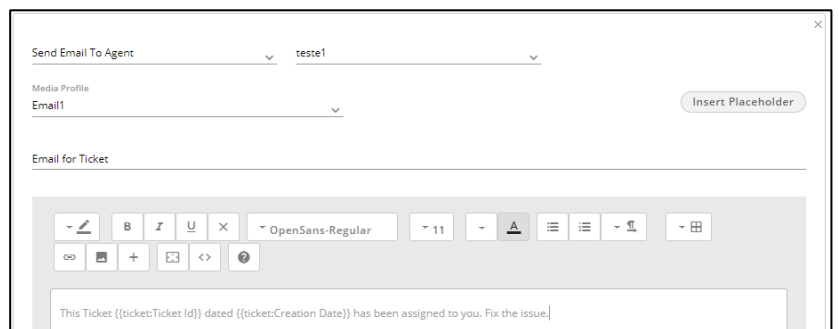 Send Email To Agent teste1
Media Profile
Email1 Insert Placeholder
Email for Ticket
B I U OpenSans-Regular 11 A
This Ticket {{ticket:Ticket Id}} dated {{ticket:Creation Date}} has been assigned to you. Fix the issue.